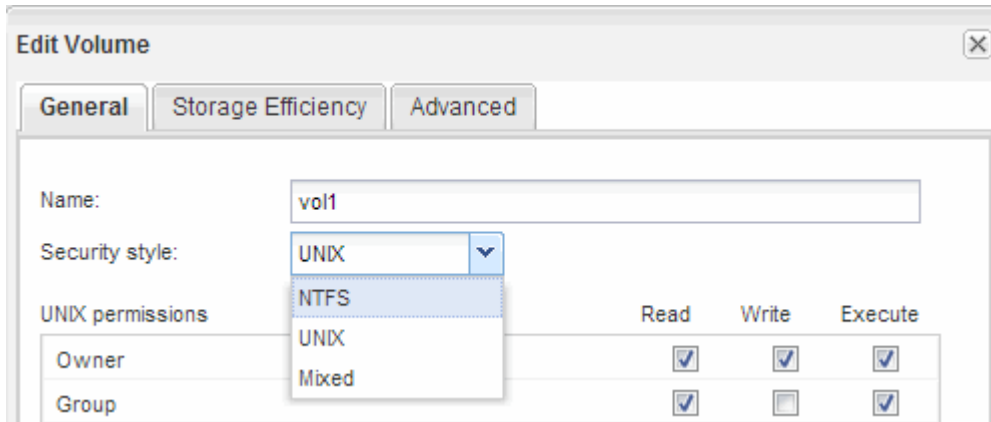 Edit Volume
General Storage Efficiency Advanced
Name: vol1
Security style: UNIX
NTFS
UNIX permissions Read Write Execute
UNIX
Owner
Mixed
Group